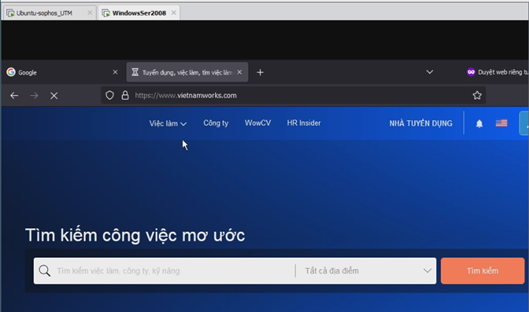 Ubuntu-sophos_UTM
WindowsSer2008
Google
Tuyển dụng, việc làm, tìm việc làm
Duyệt web riêng tư
https://www.vietnamworks.com
Việc làm
Công ty
WowCV
HR Insider
NHÀ TUYỂN DỤNG
Tìm kiếm công việc mơ ước
Tìm kiếm việc làm, công ty, kỹ năng
Tất cả địa điểm
Tìm kiếm